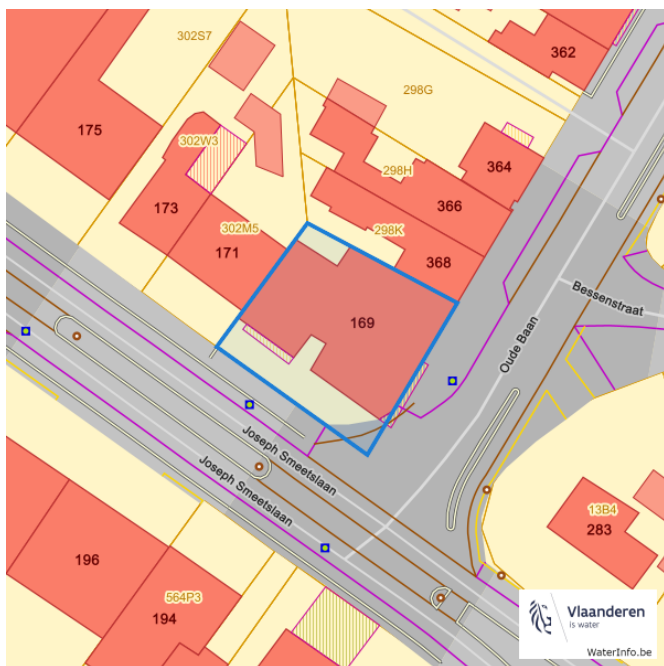 302S7
362
298G
175
302W3
364
298H
173
366
302M5
298K
171
368
Bessenstraat
169
Oude Baan
Joseph Smeetslaan
Joseph Smeetslaan
13B4
283
196
564P3
194
Vlaanderen
is water
WaterInfo.be